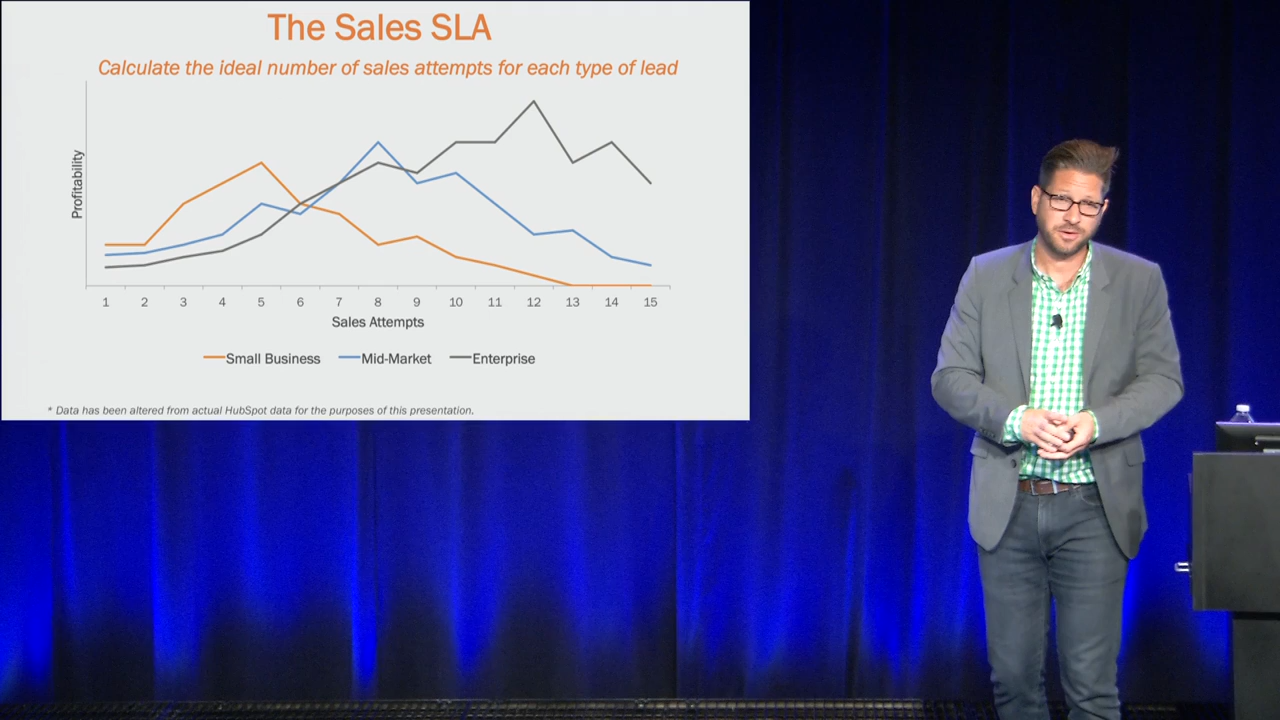 The Sales SLA
Calculate the ideal number of sales attempts for each type of lead
Profitability
1 2 3 4 5 6 7 8 9 10 11 12 13 14 15
Sales Attempts
Small Business Mid-Market Enterprise
* Data has been altered from actual HubSpot data for the purposes of this presentation.